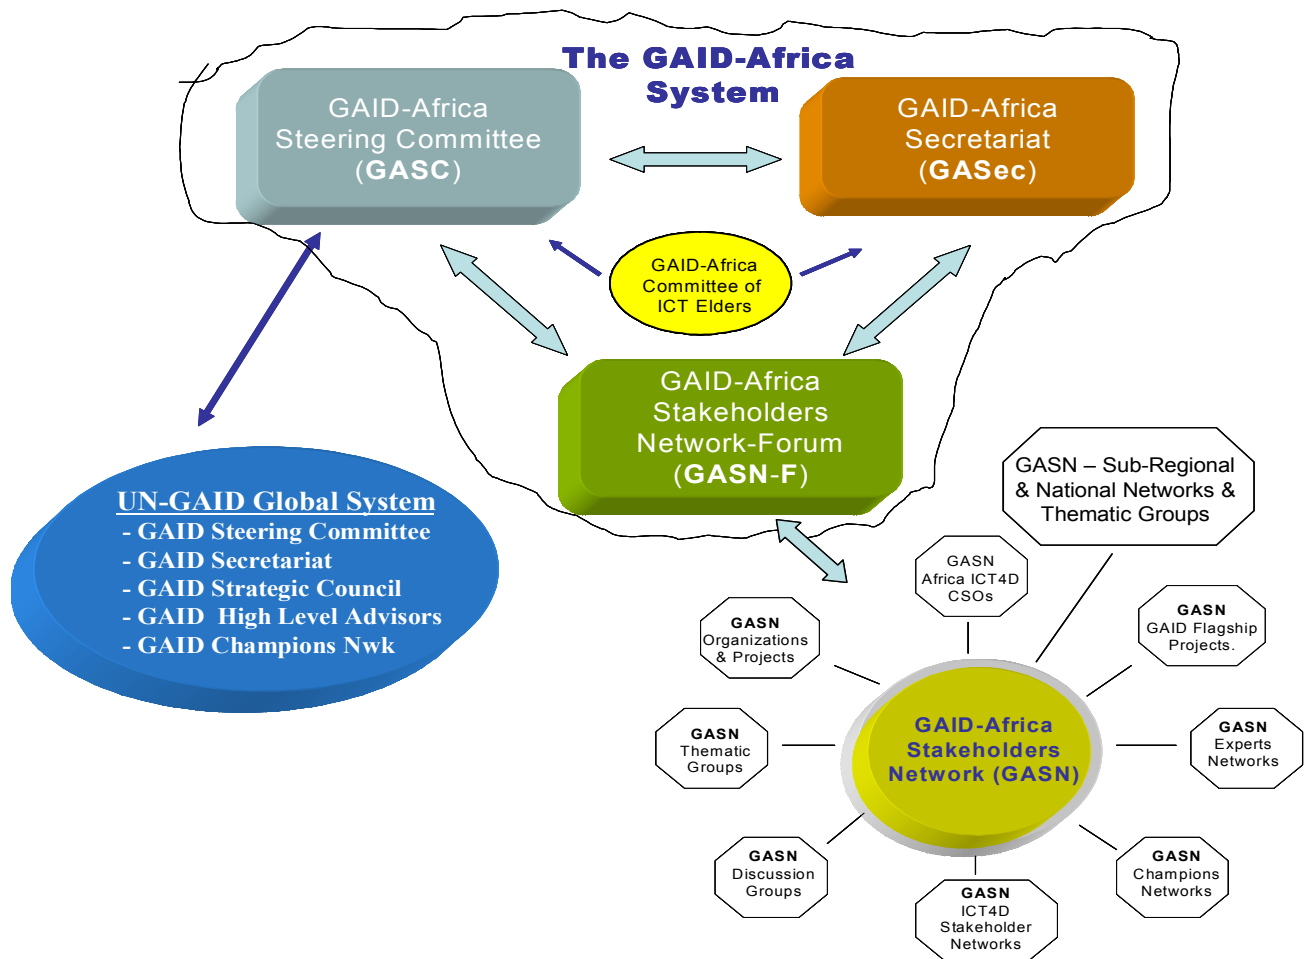 The GAID-Africa
System
GAID-Africa
Steering Committee
(GASC)
GAID-Africa
Secretariat
(GASec)
GAID-Africa
Committee of
ICT Elders
GAID-Africa
Stakeholders
Network-Forum
(GASN-F)
UN-GAID Global System
- GAID Steering Committee
- GAID Secretariat
- GAID Strategic Council
- GAID High Level Advisors
- GAID Champions Nwk
GASN – Sub-Regional
& National Networks &
Thematic Groups
GASN
Africa ICT4D
CSOs
GASN
Organizations
& Projects
GASN
GAID Flagship
Projects.
GASN
Thematic
Groups
GAID-Africa
Stakeholders
Network (GASN)
GASN
Experts
Networks
GASN
Discussion
Groups
GASN
ICT4D
Stakeholder
Networks
GASN
Champions
Networks